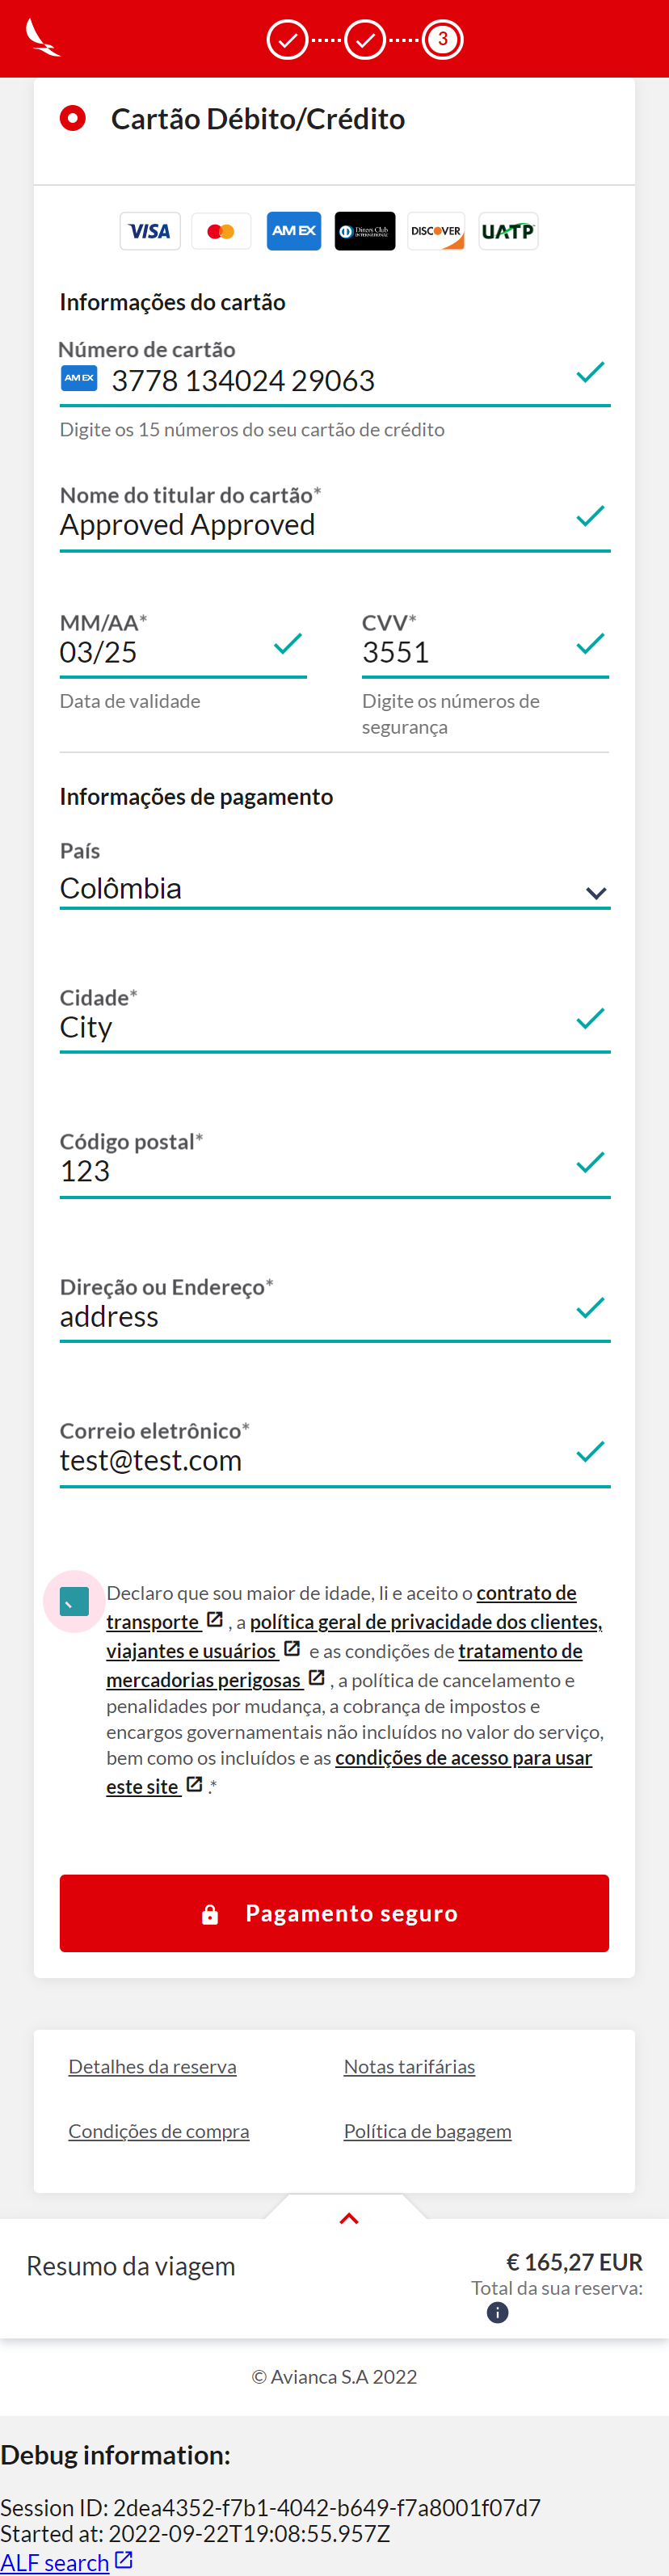 3
Cartão Débito/Crédito
VISA AMEX Diners Club INTERNATIONAL DISCOVER UATP
Informações do cartão
Número de cartão
AMEX 3778 134024 29063
Digite os 15 números do seu cartão de crédito
Nome do titular do cartão*
Approved Approved
MM/AA* CVV*
03/25 3551
Data de validade Digite os números de
segurança
Informações de pagamento
País
Colômbia
Cidade*
City
Código postal*
123
Direção ou Endereço*
address
Correio eletrônico*
test@test.com
Declaro que sou maior de idade, li e aceito o contrato de
transporte , a política geral de privacidade dos clientes,
viajantes e usuários e as condições de tratamento de
mercadorias perigosas , a política de cancelamento e
penalidades por mudança, a cobrança de impostos e
encargos governamentais não incluídos no valor do serviço,
bem como os incluídos e as condições de acesso para usar
este site .*
Pagamento seguro
Detalhes da reserva Notas tarifárias
Condições de compra Política de bagagem
Resumo da viagem € 165,27 EUR
Total da sua reserva:
© Avianca S.A 2022
Debug information:
Session ID: 2dea4352-f7b1-4042-b649-f7a8001f07d7
Started at: 2022-09-22T19:08:55.957Z
ALF search